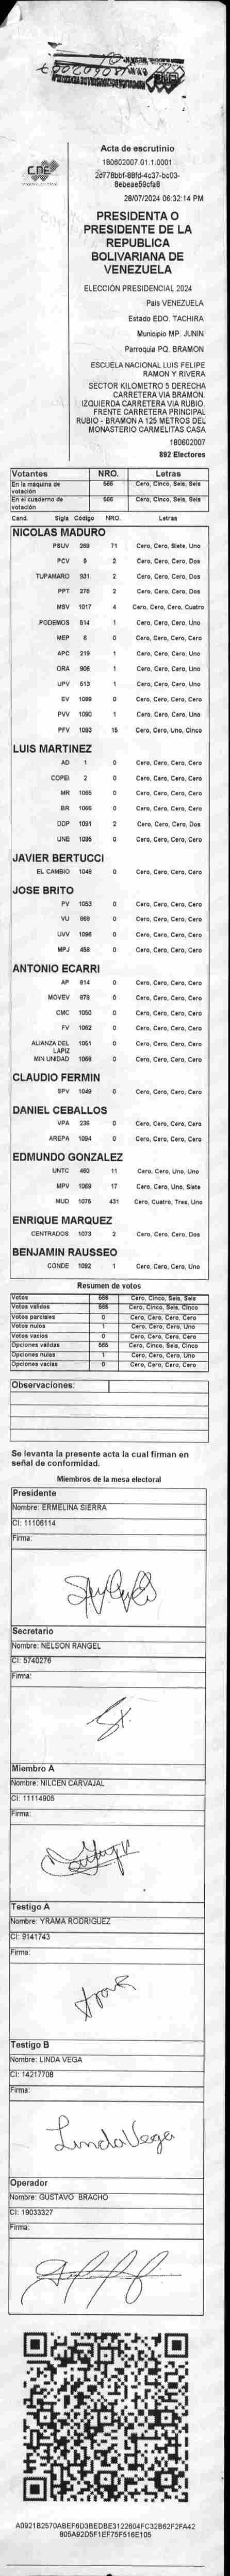 CNE
Acta de escrutinio
180602007 01.1.0001
8ebeae59cfa8
28/07/2024 06:32:14 PM
PRESIDENTA O
PRESIDENTE DE LA
REPUBLICA
BOLIVARIANA DE
VENEZUELA
ELECCIÓN PRESIDENCIAL 2024
País VENEZUELA
Estado EDO. TACHIRA
Municipio MP. JUNIN
Parroquia PQ. BRAMON
ESCUELA NACIONAL LUIS FELIPE
RAMON Y RIVERA
SECTOR KILOMETRO 5 DERECHA
CARRETERA VIA BRAMON.
IZQUIERDA CARRETERA VIA RUBIO.
FRENTE CARRETERA PRINCIPAL
RUBIO - BRAMON A 125 METROS DEL
MONASTERIO CARMELITAS CASA
180602007
892 Electores
Votantes NRO. Letras
En la máquina de votación 566 Cero, Cinco, Seis, Seis
En el cuaderno de votación 566 Cero, Cinco, Seis, Seis
Cand. Sigla Código NRO. Letras
NICOLAS MADURO
PSUV 269 71 Cero, Cero, Siete, Uno
PCV 5 2 Cero, Cero, Cero, Dos
TUPAMARO 931 2 Cero, Cero, Cero, Dos
PPT 276 2 Cero, Cero, Cero, Dos
MSV 1017 4 Cero, Cero, Cero, Cuatro
PODEMOS 514 1 Cero, Cero, Cero, Uno
MEP 6 0 Cero, Cero, Cero, Cero
APC 219 1 Cero, Cero, Cero, Uno
ORA 906 1 Cero, Cero, Cero, Uno
UPV 513 1 Cero, Cero, Cero, Uno
EV 1089 0 Cero, Cero, Cero, Cero
PVV 1090 1 Cero, Cero, Cero, Uno
PFV 1093 15 Cero, Cero, Uno, Cinco
LUIS MARTINEZ
AD 1 0 Cero, Cero, Cero, Cero
COPEI 2 0 Cero, Cero, Cero, Cero
MR 1065 0 Cero, Cero, Cero, Cero
BR 1066 0 Cero, Cero, Cero, Cero
DDP 1091 2 Cero, Cero, Cero, Dos
UNE 1095 0 Cero, Cero, Cero, Cero
JAVIER BERTUCCI
EL CAMBIO 1048 0 Cero, Cero, Cero, Cero
JOSE BRITO
PV 1053 0 Cero, Cero, Cero, Cero
VU 868 0 Cero, Cero, Cero, Cero
UVV 1096 0 Cero, Cero, Cero, Cero
MPJ 458 0 Cero, Cero, Cero, Cero
ANTONIO ECARRI
AP 814 0 Cero, Cero, Cero, Cero
MOVEV 878 0 Cero, Cero, Cero, Cero
CMC 1050 0 Cero, Cero, Cero, Cero
FV 1062 0 Cero, Cero, Cero, Cero
ALIANZA DEL LAPIZ 1051 0 Cero, Cero, Cero, Cero
MIN UNIDAD 1068 0 Cero, Cero, Cero, Cero
CLAUDIO FERMIN
SPV 1049 0 Cero, Cero, Cero, Cero
DANIEL CEBALLOS
VPA 236 0 Cero, Cero, Cero, Cero
AREPA 1094 0 Cero, Cero, Cero, Cero
EDMUNDO GONZALEZ
UNTC 460 11 Cero, Cero, Uno, Uno
MPV 1069 17 Cero, Cero, Uno, Siete
MUD 1075 431 Cero, Cuatro, Tres, Uno
ENRIQUE MARQUEZ
CENTRADOS 1073 2 Cero, Cero, Cero, Dos
BENJAMIN RAUSSEO
CONDE 1092 1 Cero, Cero, Cero, Uno
Resumen de votos
Votos 566 Cero, Cinco, Seis, Seis
Votos válidos 565 Cero, Cinco, Seis, Cinco
Votos parciales 0 Cero, Cero, Cero, Cero
Votos nulos 1 Cero, Cero, Cero, Uno
Votos vacíos 0 Cero, Cero, Cero, Cero
Opciones válidas 565 Cero, Cinco, Seis, Cinco
Opciones nulas 1 Cero, Cero, Cero, Uno
Opciones vacías 0 Cero, Cero, Cero, Cero
Observaciones:
Se levanta la presente acta la cual firman en
señal de conformidad.
Miembros de la mesa electoral
Presidente
Nombre: ERMELINA SIERRA
CI: 11106114
Firma:
Secretario
Nombre: NELSON RANGEL
CI: 5740276
Firma:
Miembro A
Nombre: NILCEN CARVAJAL
CI: 11114905
Firma:
Testigo A
Nombre: YRAMA RODRIGUEZ
CI: 9141743
Firma:
Testigo B
Nombre: LINDA VEGA
CI: 14217708
Firma:
Linda Vega
Operador
Nombre: GUSTAVO BRACHO
CI: 19033327
Firma:
A0921B2570ABEF6D3BEDBE3122604FC32B62F2FA42
805A92D5F1EF75F516E105